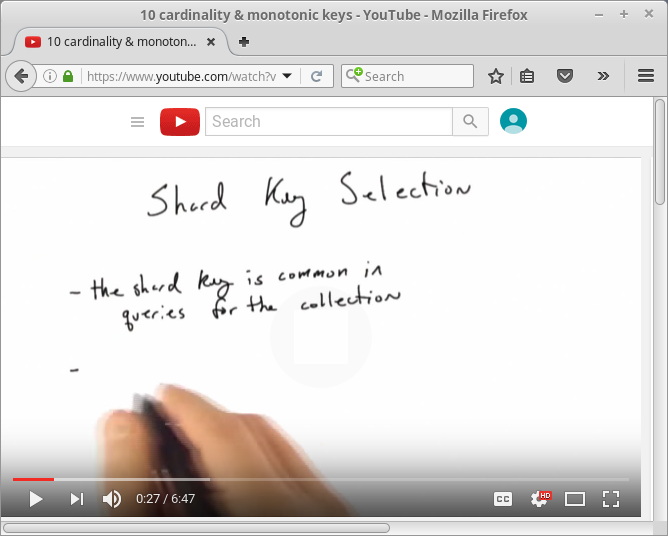 10 cardinality & monotonic keys - YouTube - Mozilla Firefox
10 cardinality & monoton...
https://www.youtube.com/watch?v
Search
Search
Shard Key Selection
- the shard key is common in
queries for the collection
-
0:27 / 6:47
CC
HD